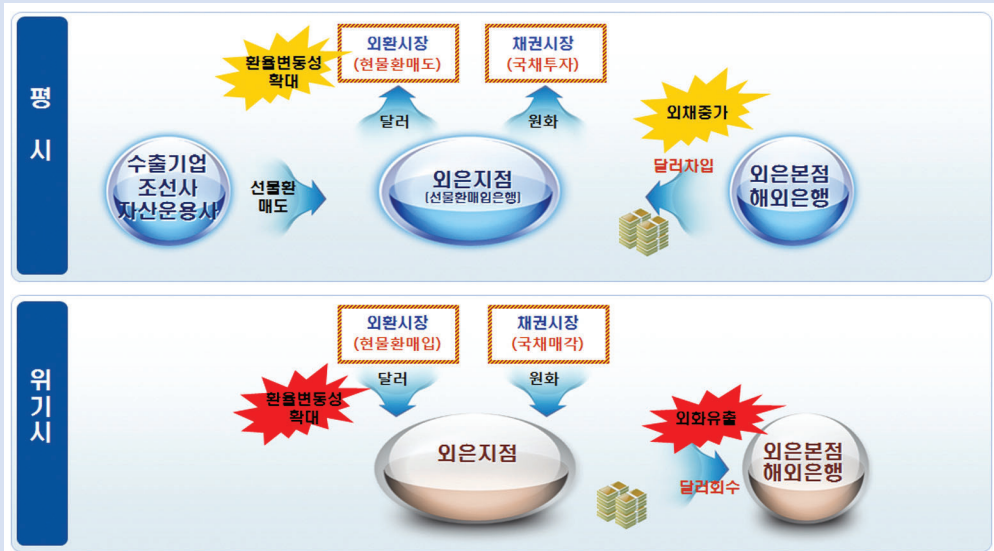 평
시
환율변동성
확대
외환시장
(현물환매도)
채권시장
(국채투자)
외채증가
달러
원화
달러차입
수출기업
조선사
자산운용사
선물환
매도
외은지점
(선물환매입은행)
외은본점
해외은행
위
기
시
외환시장
(현물환매입)
채권시장
(국채매각)
달러
원화
환율변동성
확대
외화유출
외은지점
외은본점
해외은행
달러회수